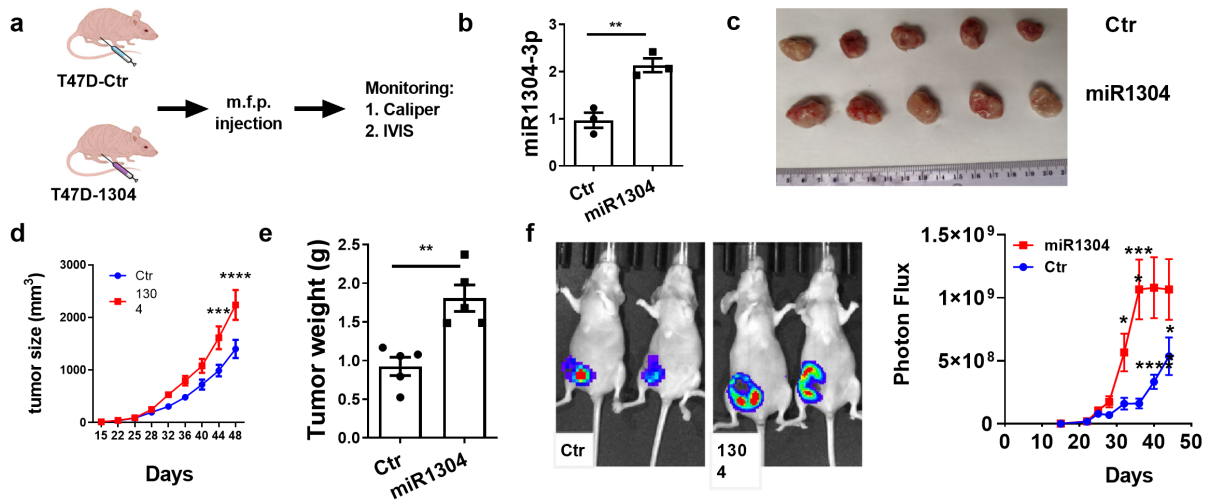 a
T47D-Ctr
T47D-1304
m.f.p.
injection
Monitoring:
1. Caliper
2. IVIS
b
miR1304-3p
3
2
1
0
**
Ctr
miR1304
c
Ctr
miR1304
d
tumor size (mm3)
3000
2000
1000
0
Ctr
130
4
***
****
15 22 25 28 32 36 40 44 48
Days
e
Tumor weight (g)
2.5
2.0
1.5
1.0
0.5
0.0
**
Ctr
miR1304
f
Ctr
130
4
Photon Flux
1.5×10^9
1×10^9
5×10^8
0
miR1304
Ctr
*
***
*
****
*
*
0 10 20 30 40 50
Days